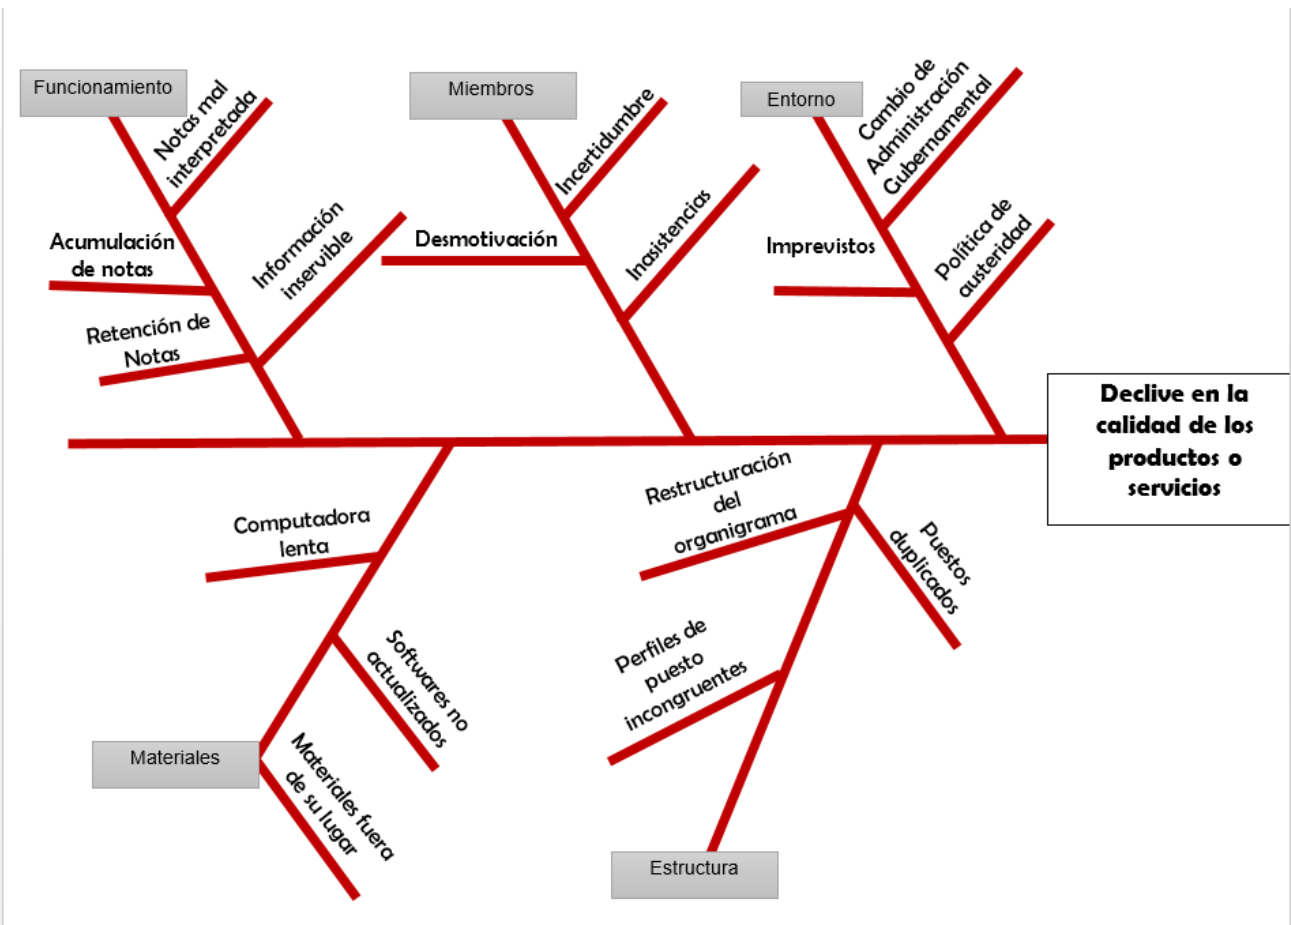 Funcionamiento
Notas mal
interpretada
Acumulación
de notas
Información
inservible
Retención de
Notas
Miembros
Incertidumbre
Desmotivación
Inasistencias
Entorno
Cambio de
Administración
Gubernamental
Imprevistos
Política de
austeridad
Declive en la
calidad de los
productos o
servicios
Computadora
lenta
Softwares no
actualizados
Materiales
Materiales fuera
de su lugar
Restructuración
del
organigrama
Puestos
duplicados
Perfiles de
puesto
incongruentes
Estructura